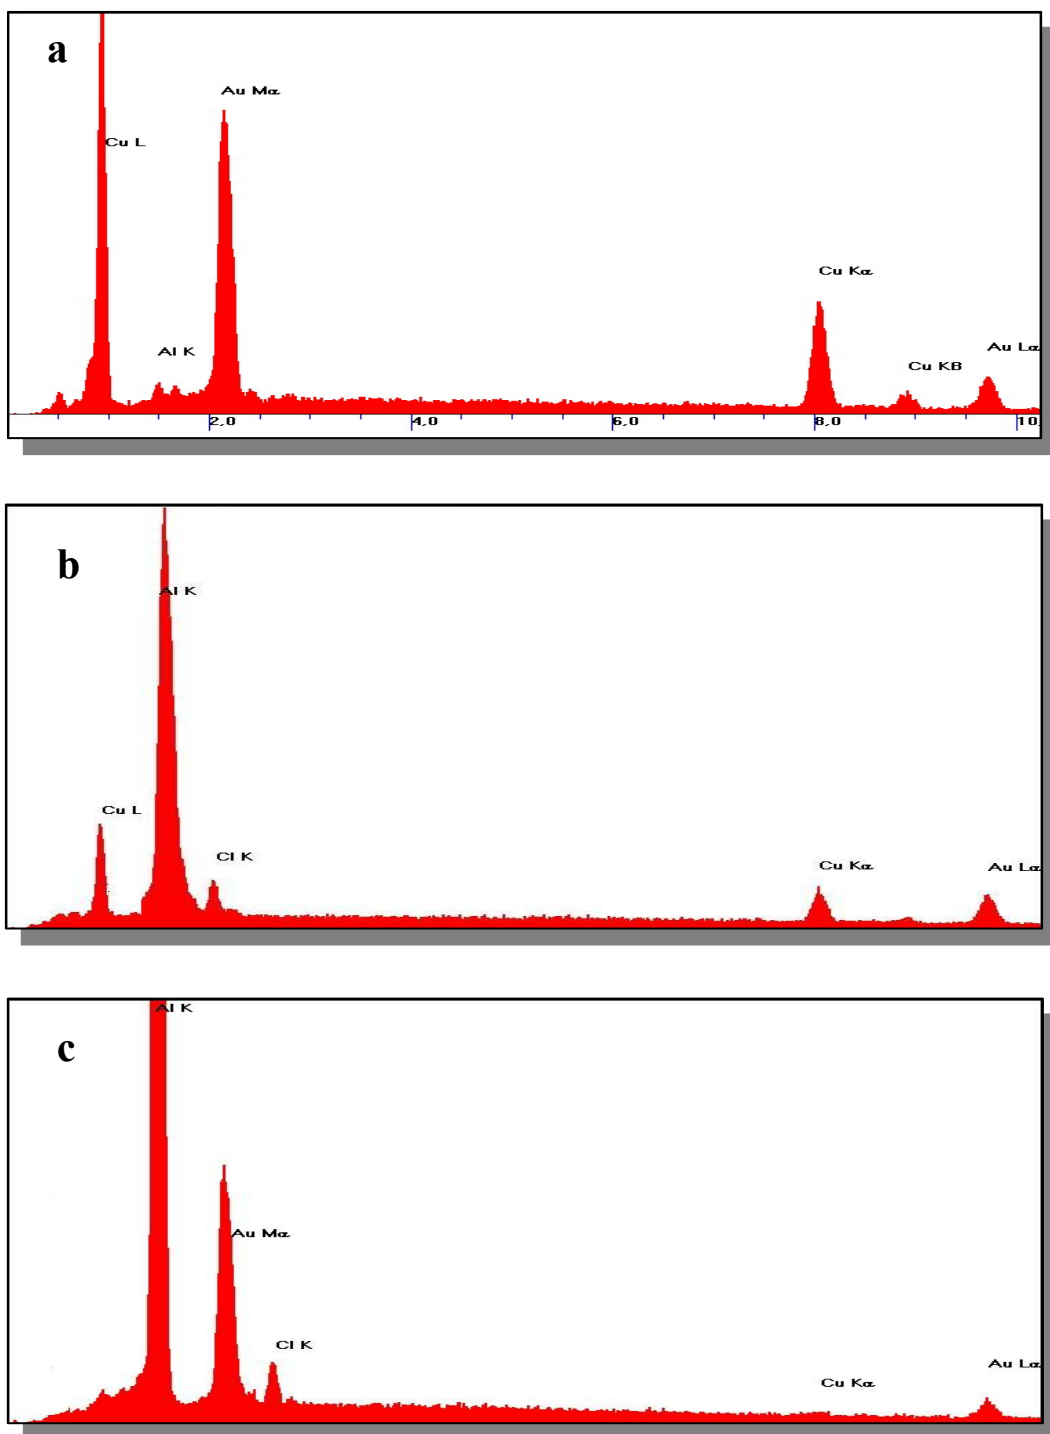 a
Au Mα
Cu L
Cu Kα
Al K
Au Lα
Cu KB
2,0 4,0 6,0 8,0 10,
b
Al K
Cu L
Cl K
Cu Kα
Au Lα
Al K
c
Au Mα
Cl K
Au Lα
Cu Kα